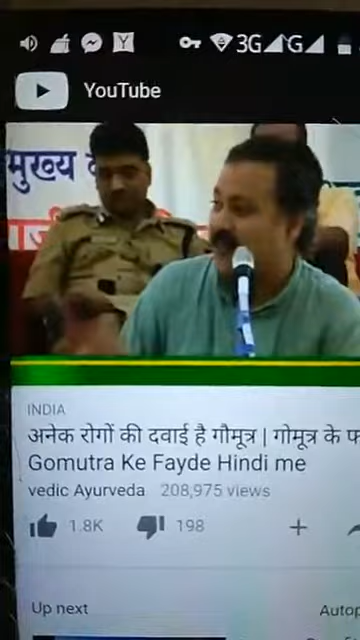 3G G
YouTube
मुख्य
INDIA
अनेक रोगों की दवाई है गौमूत्र | गोमूत्र के
Gomutra Ke Fayde Hindi me
vedic Ayurveda 208,975 views
1.8K 198
Up next